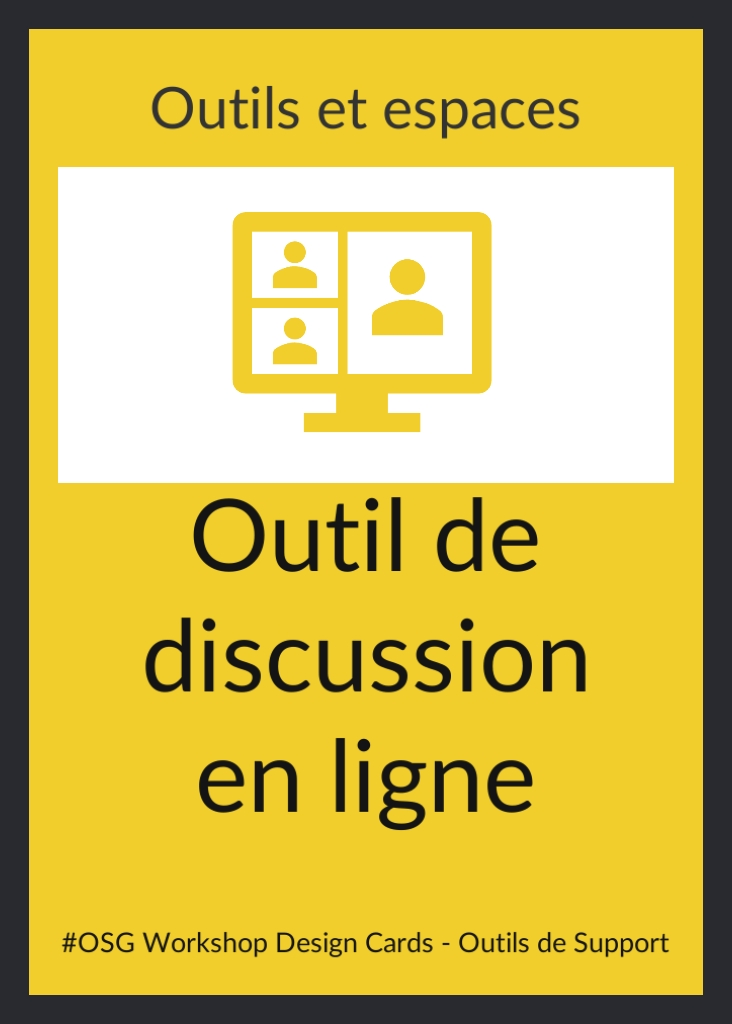 Outils et espaces
Outil de
discussion
en ligne
#OSG Workshop Design Cards - Outils de Support